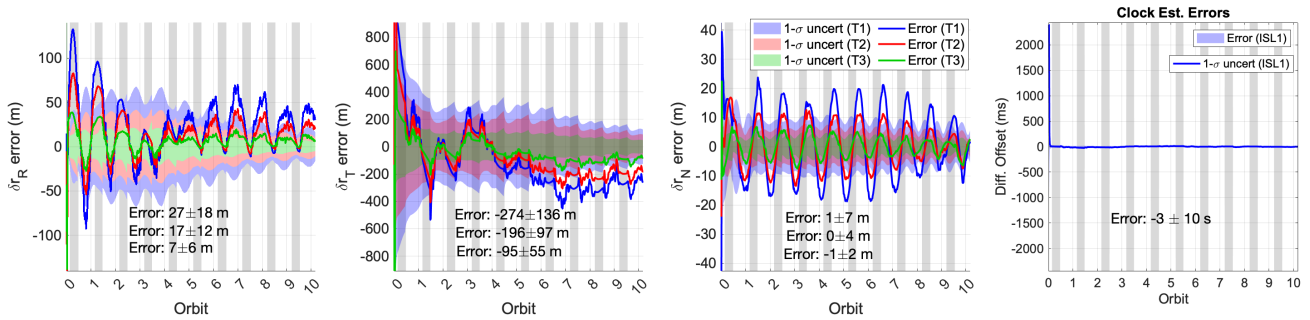 δr_R error (m)
100
50
0
-50
-100
Error: 27±18 m
Error: 17±12 m
Error: 7±6 m
0 1 2 3 4 5 6 7 8 9 10
Orbit
δr_T error (m)
800
600
400
200
0
-200
-400
-600
-800
Error: -274±136 m
Error: -196±97 m
Error: -95±55 m
0 1 2 3 4 5 6 7 8 9 10
Orbit
δr_N error (m)
40
30
20
10
0
-10
-20
-30
-40
1-σ uncert (T1) Error (T1)
1-σ uncert (T2) Error (T2)
1-σ uncert (T3) Error (T3)
Error: 1±7 m
Error: 0±4 m
Error: -1±2 m
0 1 2 3 4 5 6 7 8 9 10
Orbit
Clock Est. Errors
Diff. Offset (ms)
2000
1500
1000
500
0
-500
-1000
-1500
-2000
Error (ISL1)
1-σ uncert (ISL1)
Error: -3 ± 10 s
0 1 2 3 4 5 6 7 8 9 10
Orbit